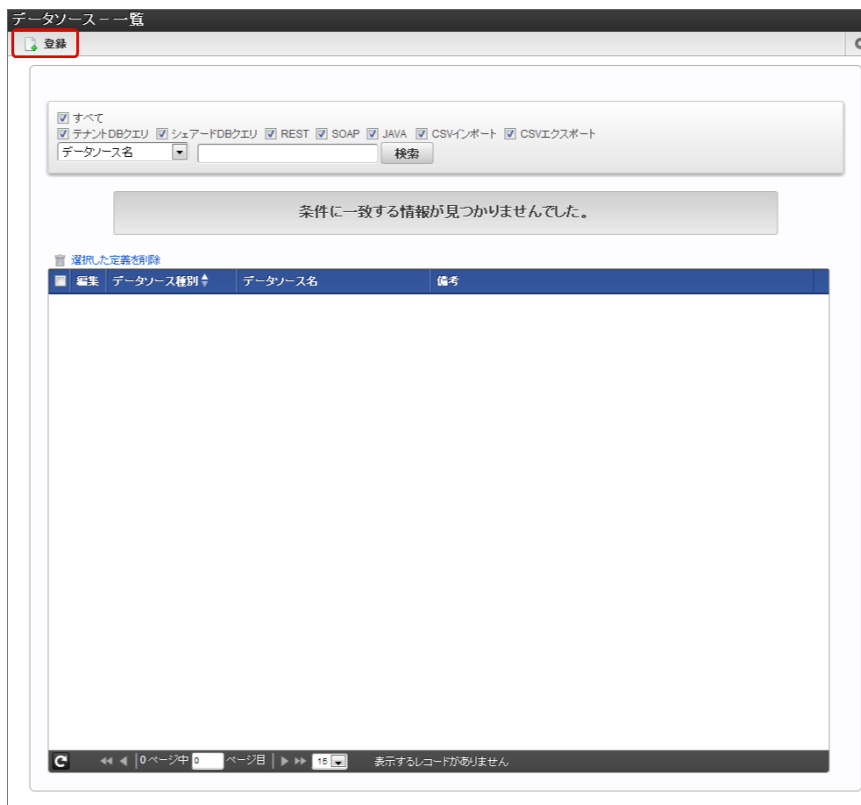 データソース - 一覧
登録
すべて
テナントDBクエリ シェアードDBクエリ REST SOAP JAVA CSVインポート CSVエクスポート
データソース名 検索
条件に一致する情報が見つかりませんでした。
選択した定義を削除
編集 データソース種別 データソース名 備考
0 ページ中 0 ページ目 15 表示するレコードがありません